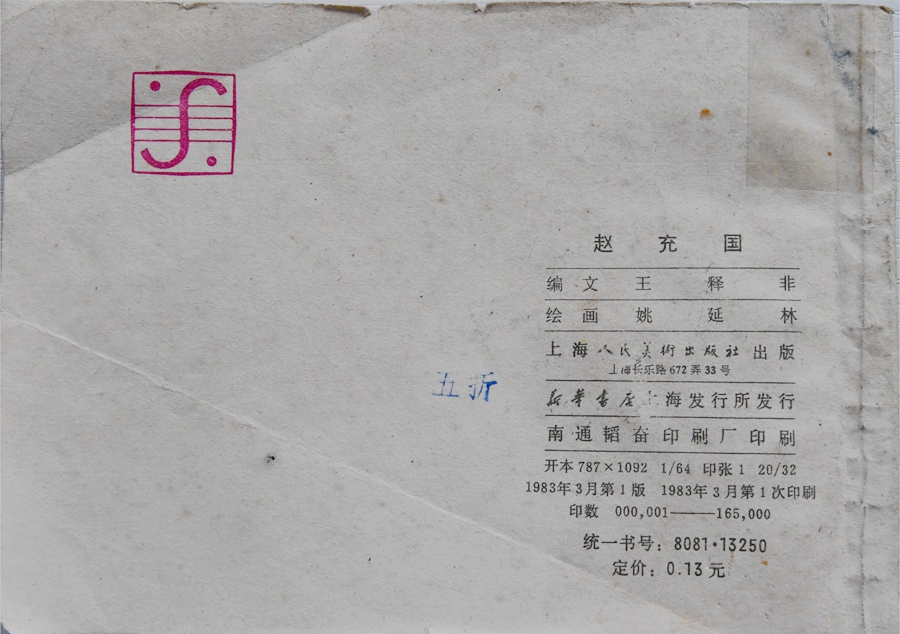 赵充国
编文 王释非
绘画 姚延林
上海人民美術出版社出版
上海长乐路672弄33号
新華書店上海发行所发行
南通韬奋印刷厂印刷
开本787×1092 1/64 印张1 20/32
1983年3月第1版 1983年3月第1次印刷
印数 000,001——165,000
统一书号：8081·13250
定价：0.13元
五折